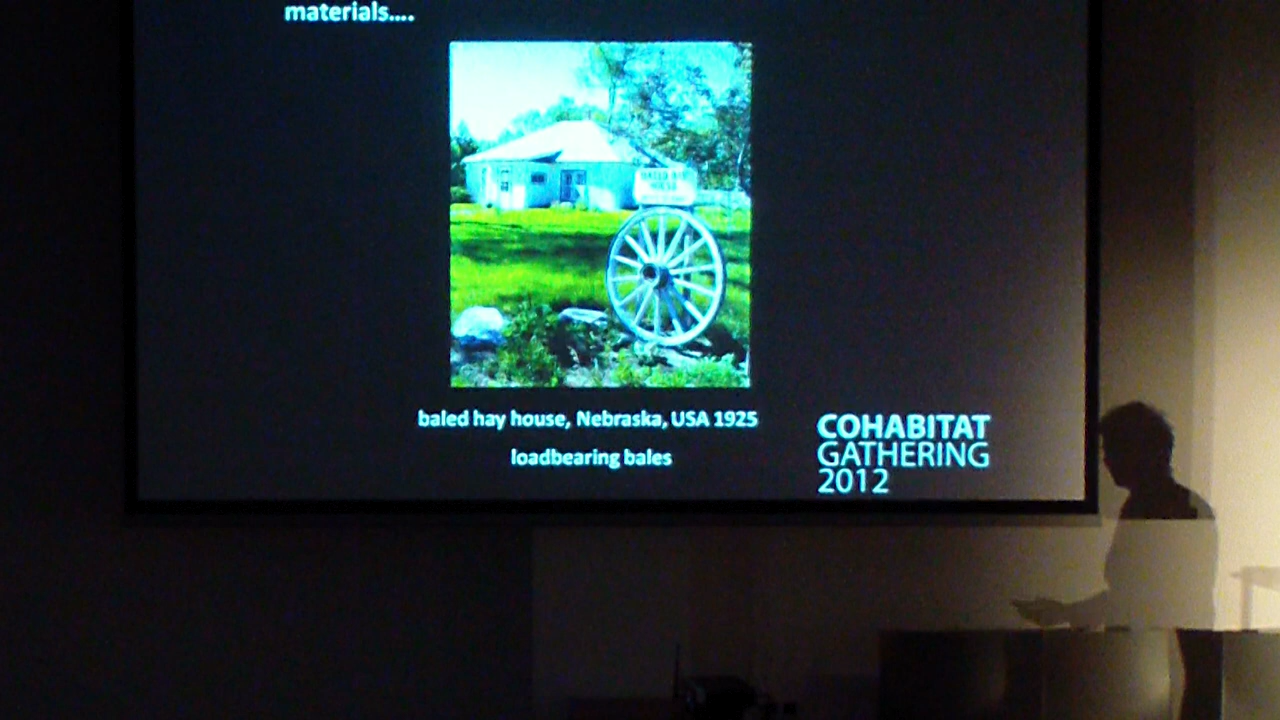 materials....
baled hay house, Nebraska, USA 1925
loadbearing bales
COHABITAT
GATHERING
2012